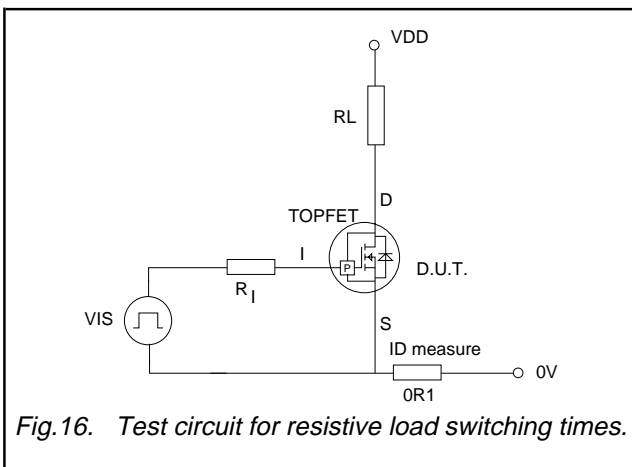 VDD
RL
D
TOPFET
I
P
D.U.T.
R I
VIS
S
ID measure
0V
0R1
Fig.16. Test circuit for resistive load switching times.